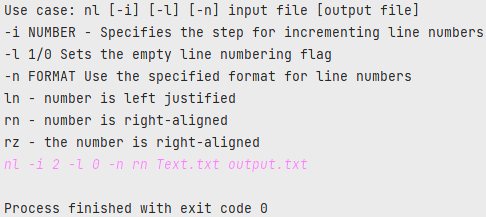 Use case: nl [-i] [-l] [-n] input file [output file]
-i NUMBER - Specifies the step for incrementing line numbers
-l 1/0 Sets the empty line numbering flag
-n FORMAT Use the specified format for line numbers
ln - number is left justified
rn - number is right-aligned
rz - the number is right-aligned
nl -i 2 -l 0 -n rn Text.txt output.txt
Process finished with exit code 0